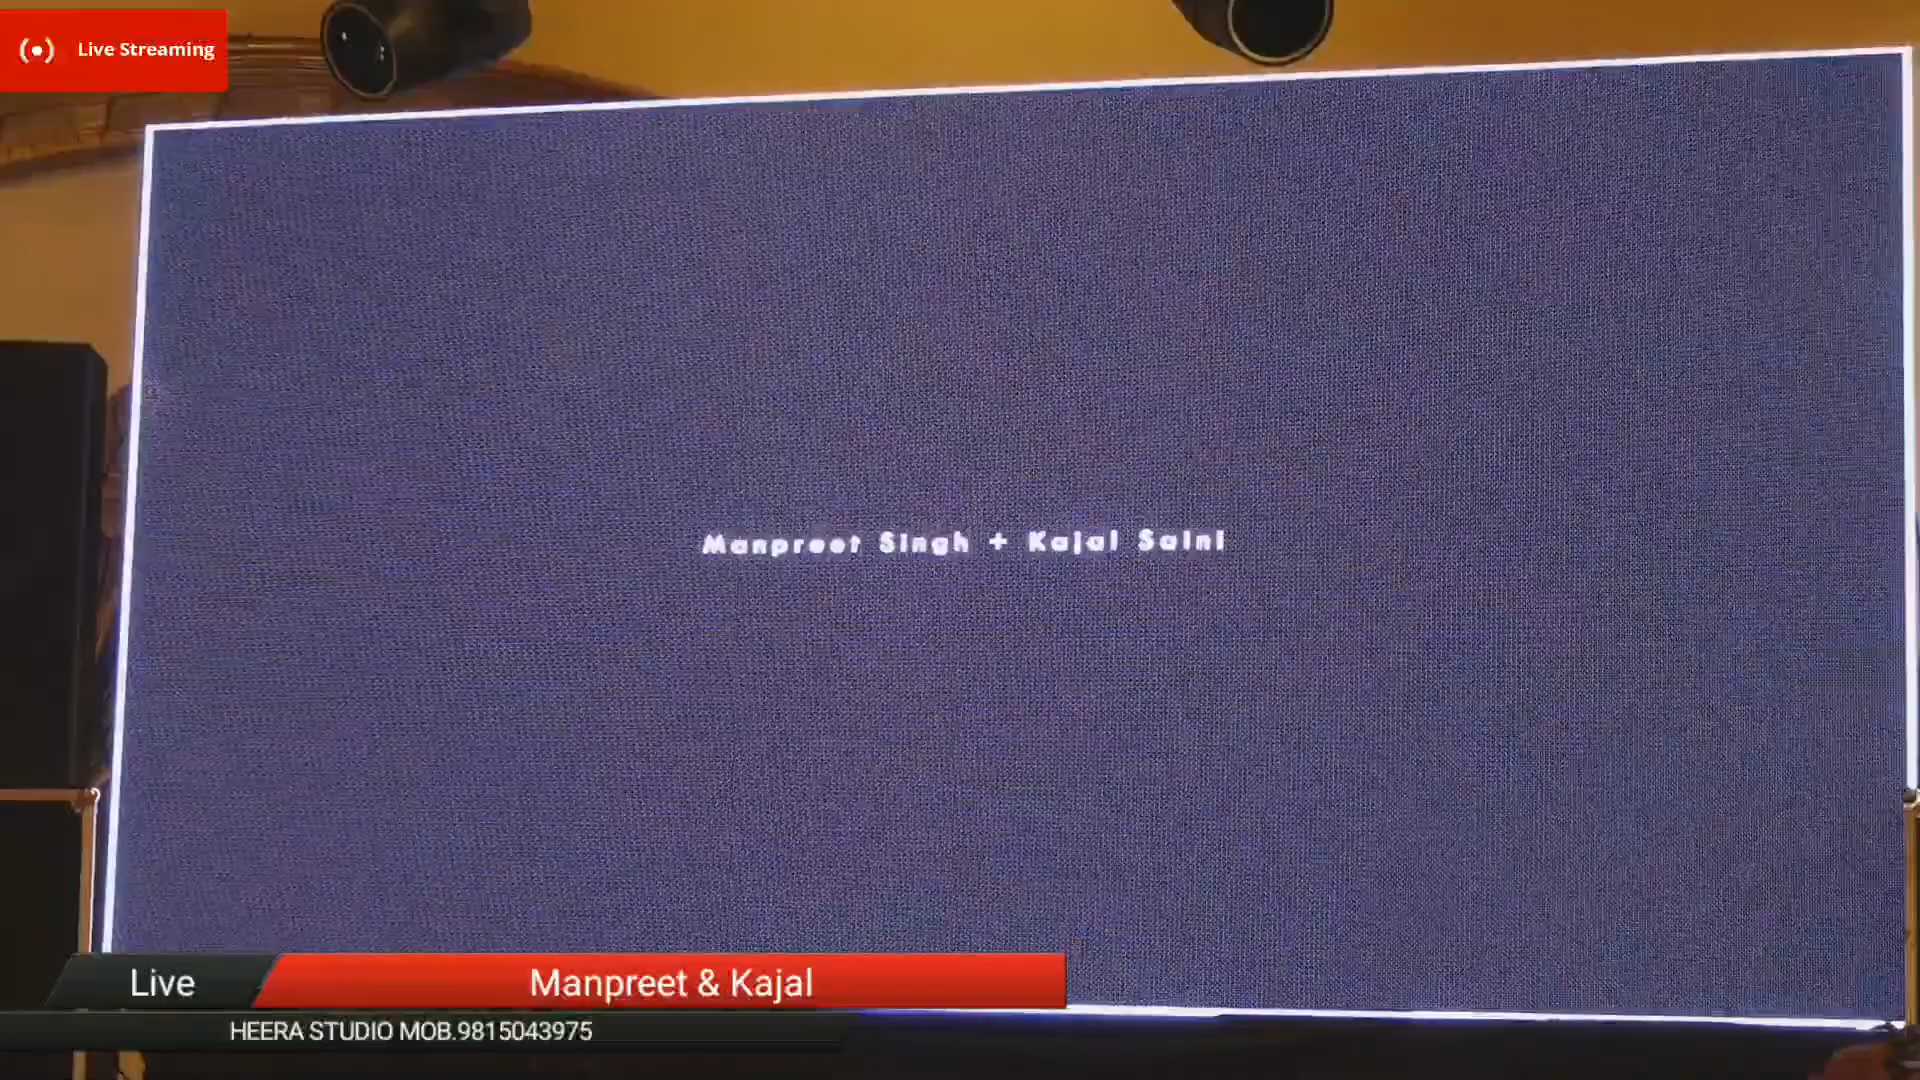 Live Streaming
Manpreet Singh + Kajal Saini
Live
Manpreet & Kajal
HEERA STUDIO MOB.9815043975